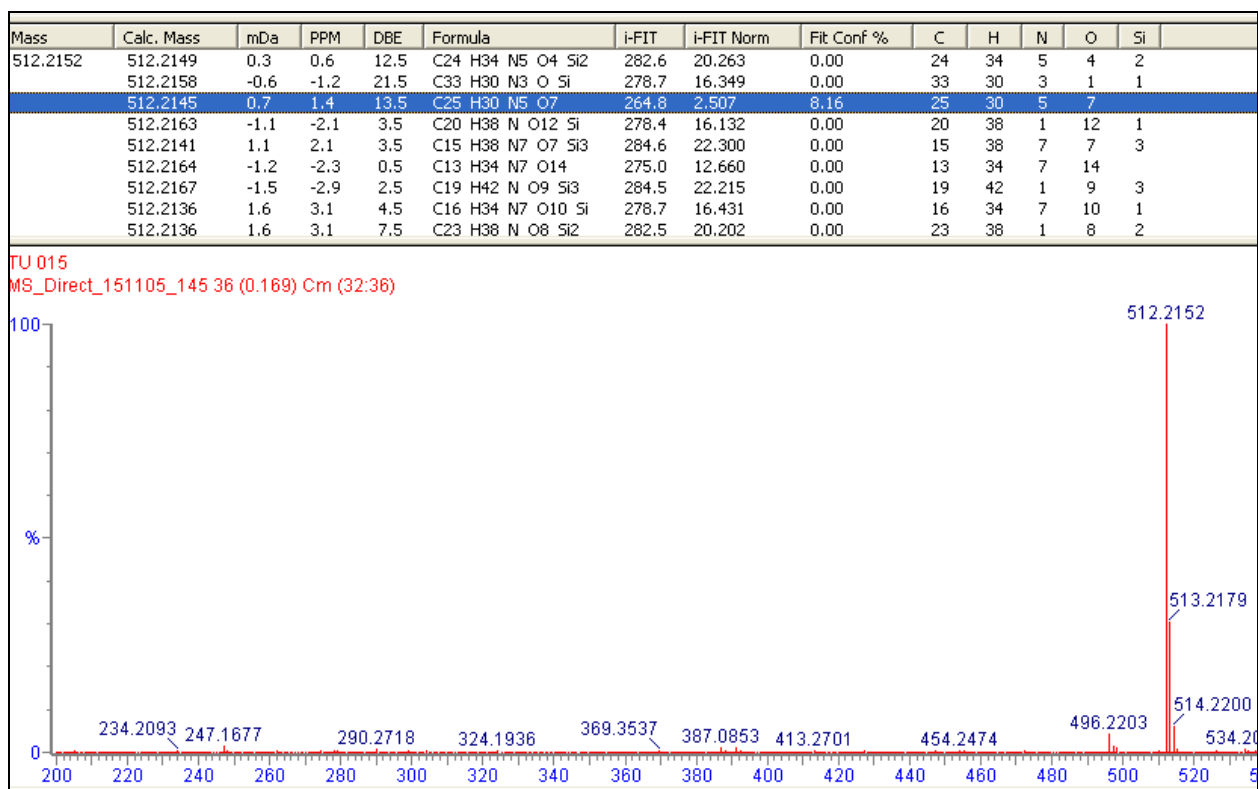 Mass Calc. Mass mDa PPM DBE Formula i-FIT i-FIT Norm Fit Conf % C H N O Si
512.2152 512.2149 0.3 0.6 12.5 C24 H34 N5 O4 Si2 282.6 20.263 0.00 24 34 5 4 2
512.2158 -0.6 -1.2 21.5 C33 H30 N3 O Si 278.7 16.349 0.00 33 30 3 1 1
512.2145 0.7 1.4 13.5 C25 H30 N5 O7 264.8 2.507 8.16 25 30 5 7
512.2163 -1.1 -2.1 3.5 C20 H38 N O12 Si 278.4 16.132 0.00 20 38 1 12 1
512.2141 1.1 2.1 3.5 C15 H38 N7 O7 Si3 284.6 22.300 0.00 15 38 7 7 3
512.2164 -1.2 -2.3 0.5 C13 H34 N7 O14 275.0 12.660 0.00 13 34 7 14
512.2167 -1.5 -2.9 2.5 C19 H42 N O9 Si3 284.5 22.215 0.00 19 42 1 9 3
512.2136 1.6 3.1 4.5 C16 H34 N7 O10 Si 278.7 16.431 0.00 16 34 7 10 1
512.2136 1.6 3.1 7.5 C23 H38 N O8 Si2 282.5 20.202 0.00 23 38 1 8 2
TU 015
MS_Direct_151105_145 36 (0.169) Cm (32:36)
100
512.2152
%
513.2179
514.2200
234.2093 247.1677 290.2718 324.1936 369.3537 387.0853 413.2701 454.2474 496.2203 534.20
0
200 220 240 260 280 300 320 340 360 380 400 420 440 460 480 500 520